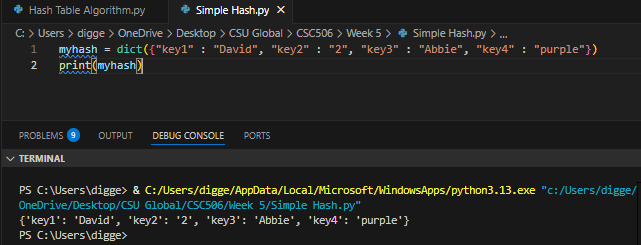 Hash Table Algorithm.py Simple Hash.py
C: > Users > digge > OneDrive > Desktop > CSU Global > CSC506 > Week 5 > Simple Hash.py > ...
1 myhash = dict({"key1" : "David", "key2" : "2", "key3" : "Abbie", "key4" : "purple"})
2 print(myhash)
PROBLEMS 9 OUTPUT DEBUG CONSOLE PORTS
TERMINAL
PS C:\Users\digge> & C:/Users/digge/AppData/Local/Microsoft/WindowsApps/python3.13.exe "c:/Users/digge/
OneDrive/Desktop/CSU Global/CSC506/Week 5/Simple Hash.py"
{'key1': 'David', 'key2': '2', 'key3': 'Abbie', 'key4': 'purple'}
PS C:\Users\digge>